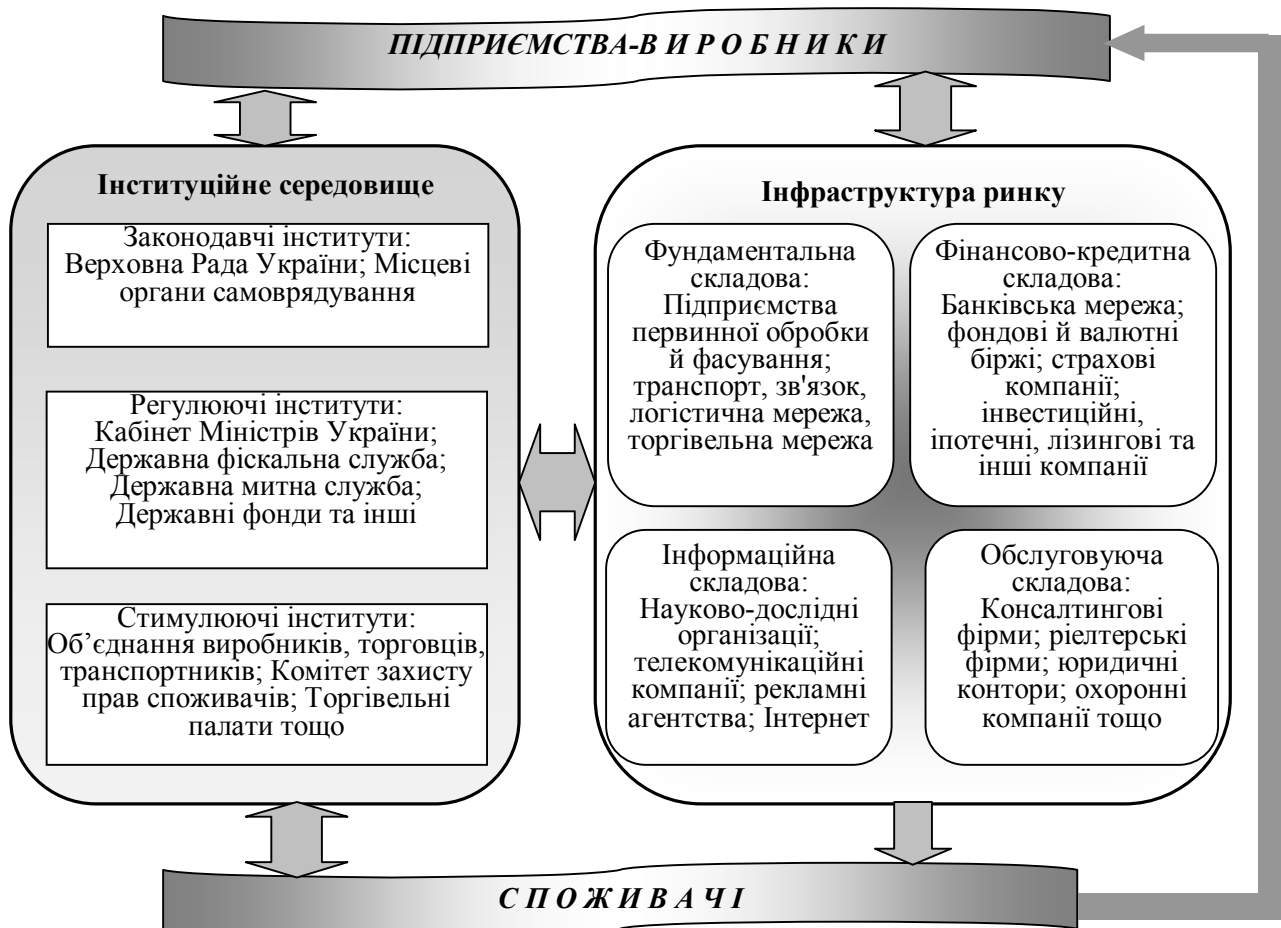 ПІДПРИЄМСТВА-В И Р О Б Н И К И
Інституційне середовище
Законодавчі інститути:
Верховна Рада України; Місцеві
органи самоврядування
Регулюючі інститути:
Кабінет Міністрів України;
Державна фіскальна служба;
Державна митна служба;
Державні фонди та інші
Стимулюючі інститути:
Об’єднання виробників, торговців,
транспортників; Комітет захисту
прав споживачів; Торгівельні
палати тощо
Інфраструктура ринку
Фундаментальна
складова:
Підприємства
первинної обробки
й фасування;
транспорт, зв'язок,
логістична мережа,
торгівельна мережа
Фінансово-кредитна
складова:
Банківська мережа;
фондові й валютні
біржі; страхові
компанії;
інвестиційні,
іпотечні, лізингові та
інші компанії
Інформаційна
складова:
Науково-дослідні
організації;
телекомунікаційні
компанії; рекламні
агентства; Інтернет
Обслуговуюча
складова:
Консалтингові
фірми; ріелтерські
фірми; юридичні
контори; охоронні
компанії тощо
С П О Ж И В А Ч І